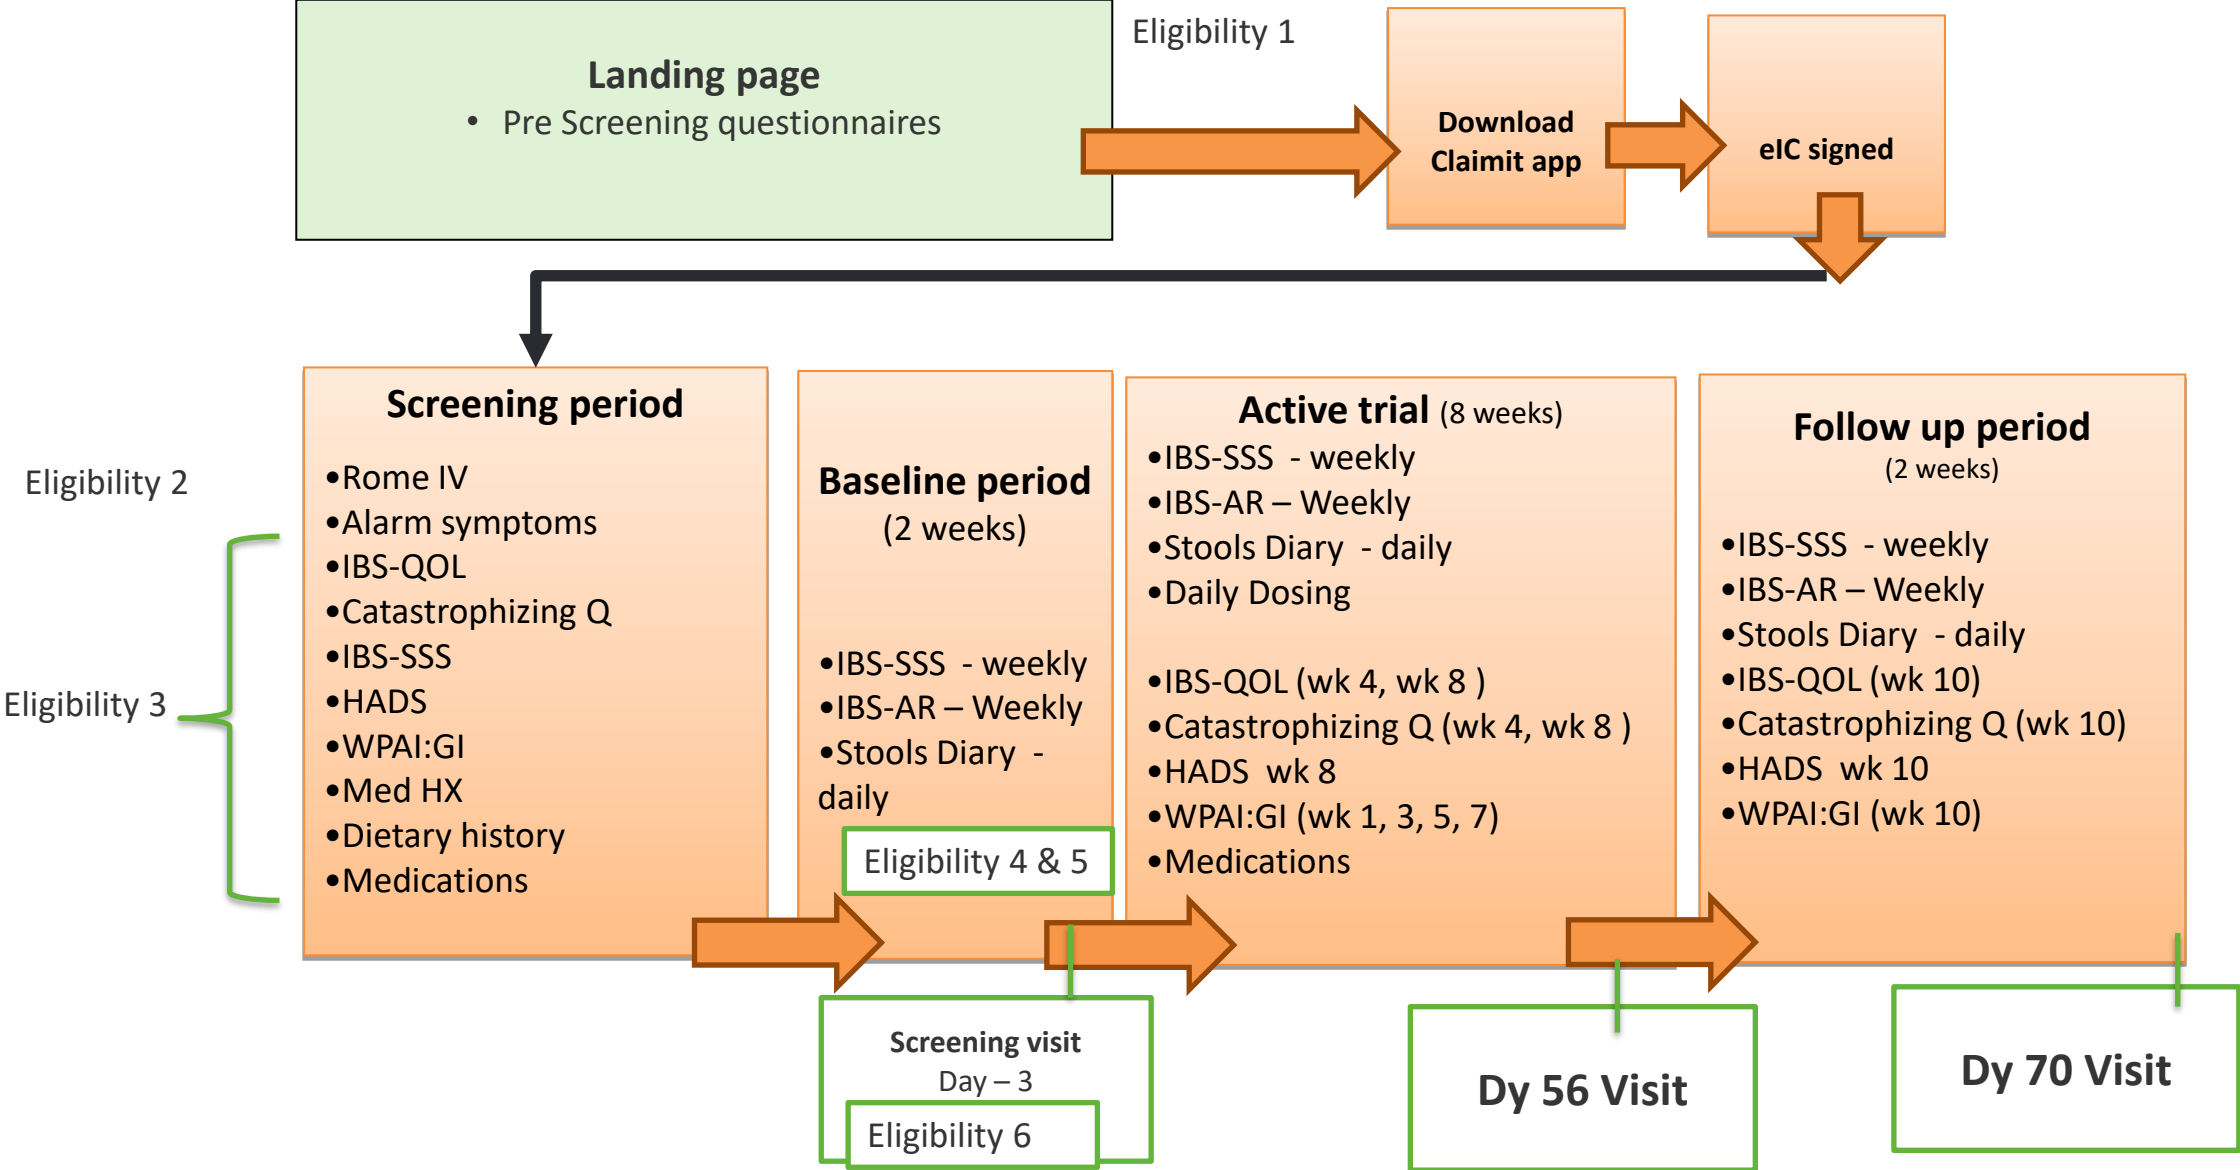 Landing page
• Pre Screening questionnaires
Eligibility 1
Download
Claimit app
eIC signed
Eligibility 2
Eligibility 3
Screening period
•Rome IV
•Alarm symptoms
•IBS-QOL
•Catastrophizing Q
•IBS-SSS
•HADS
•WPAI:GI
•Med HX
•Dietary history
•Medications
Baseline period
(2 weeks)
•IBS-SSS - weekly
•IBS-AR – Weekly
•Stools Diary -
daily
Eligibility 4 & 5
Active trial (8 weeks)
•IBS-SSS - weekly
•IBS-AR – Weekly
•Stools Diary - daily
•Daily Dosing
•IBS-QOL (wk 4, wk 8 )
•Catastrophizing Q (wk 4, wk 8 )
•HADS wk 8
•WPAI:GI (wk 1, 3, 5, 7)
•Medications
Follow up period
(2 weeks)
•IBS-SSS - weekly
•IBS-AR – Weekly
•Stools Diary - daily
•IBS-QOL (wk 10)
•Catastrophizing Q (wk 10)
•HADS wk 10
•WPAI:GI (wk 10)
Screening visit
Day – 3
Eligibility 6
Dy 56 Visit
Dy 70 Visit